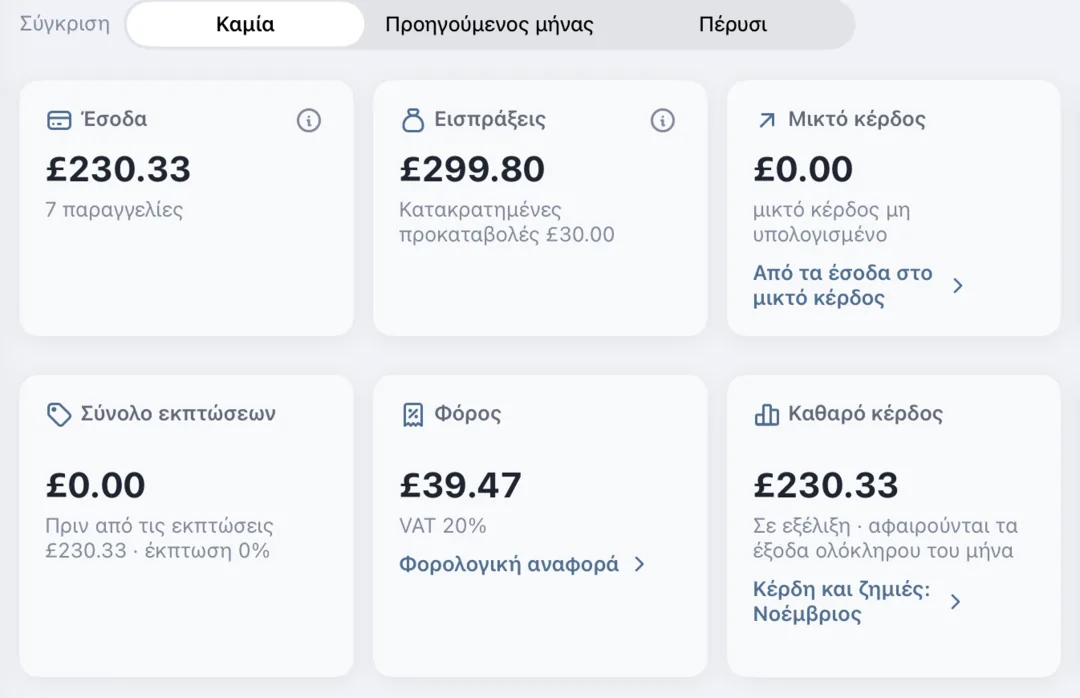 Σύγκριση
Καμία
Προηγούμενος μήνας
Πέρυσι
Έσοδα
£230.33
7 παραγγελίες
Εισπράξεις
£299.80
Κατακρατημένες
προκαταβολές £30.00
Μικτό κέρδος
£0.00
μικτό κέρδος μη
υπολογισμένο
Από τα έσοδα στο
μικτό κέρδος
Σύνολο εκπτώσεων
£0.00
Πριν από τις εκπτώσεις
£230.33 · έκπτωση 0%
Φόρος
£39.47
VAT 20%
Φορολογική αναφορά
Καθαρό κέρδος
£230.33
Σε εξέλιξη · αφαιρούνται τα
έξοδα ολόκληρου του μήνα
Κέρδη και ζημιές:
Νοέμβριος